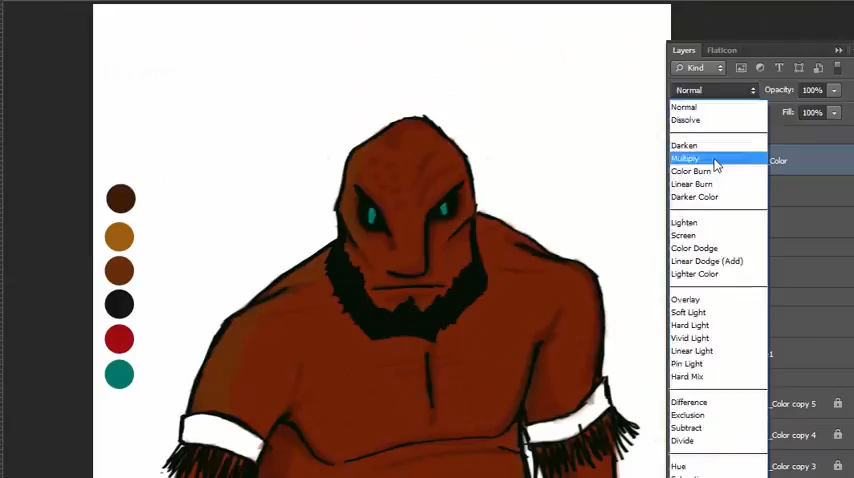 Layers FlatIcon
Kind
Normal Opacity: 100%
Normal Fill: 100%
Dissolve
Darken
Multiply Color
Color Burn
Linear Burn
Darker Color
Lighten
Screen
Color Dodge
Linear Dodge (Add)
Lighter Color
Overlay
Soft Light
Hard Light
Vivid Light
Linear Light
Pin Light
Hard Mix
Difference _Color copy 5
Exclusion
Subtract _Color copy 4
Divide
Hue _Color copy 3